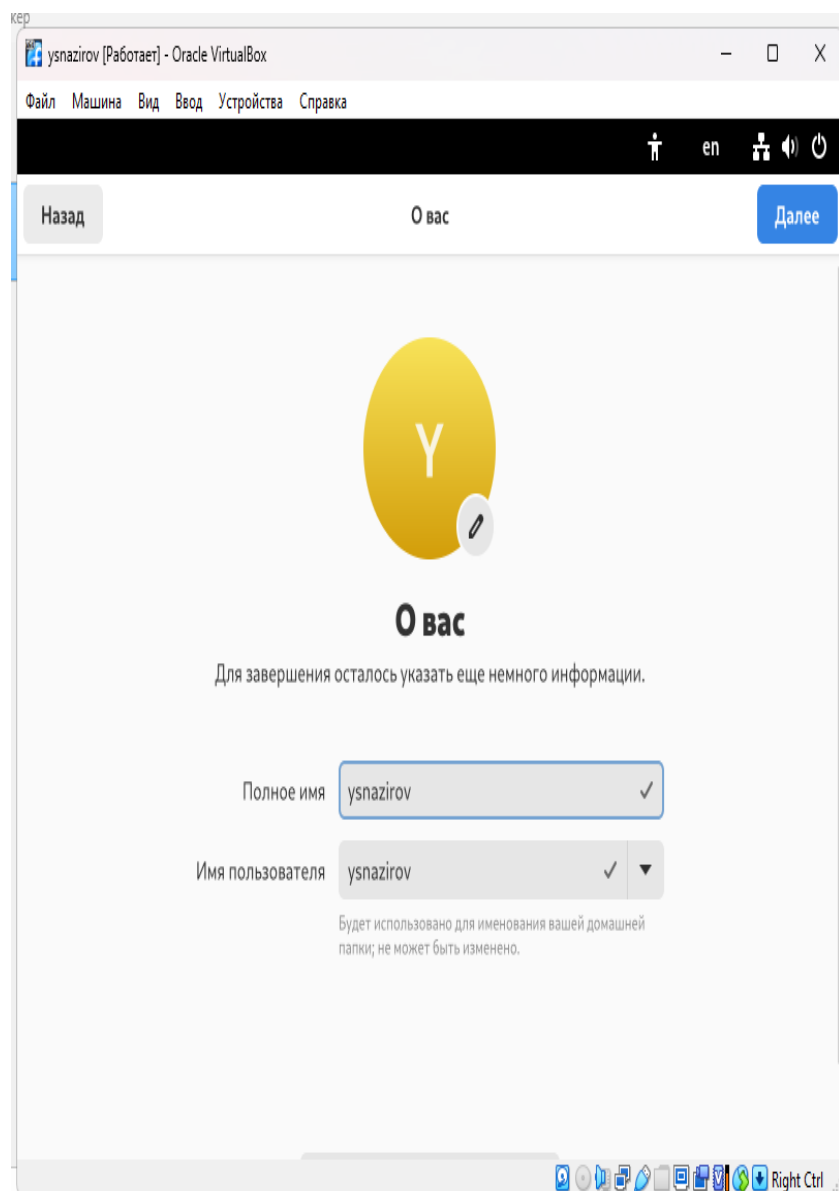 кер
ysnazirov [Работает] - Oracle VirtualBox
Файл Машина Вид Ввод Устройства Справка
en
Назад О вас Далее
Y
О вас
Для завершения осталось указать еще немного информации.
Полное имя ysnazirov
Имя пользователя ysnazirov
Будет использовано для именования вашей домашней
папки; не может быть изменено.
Right Ctrl